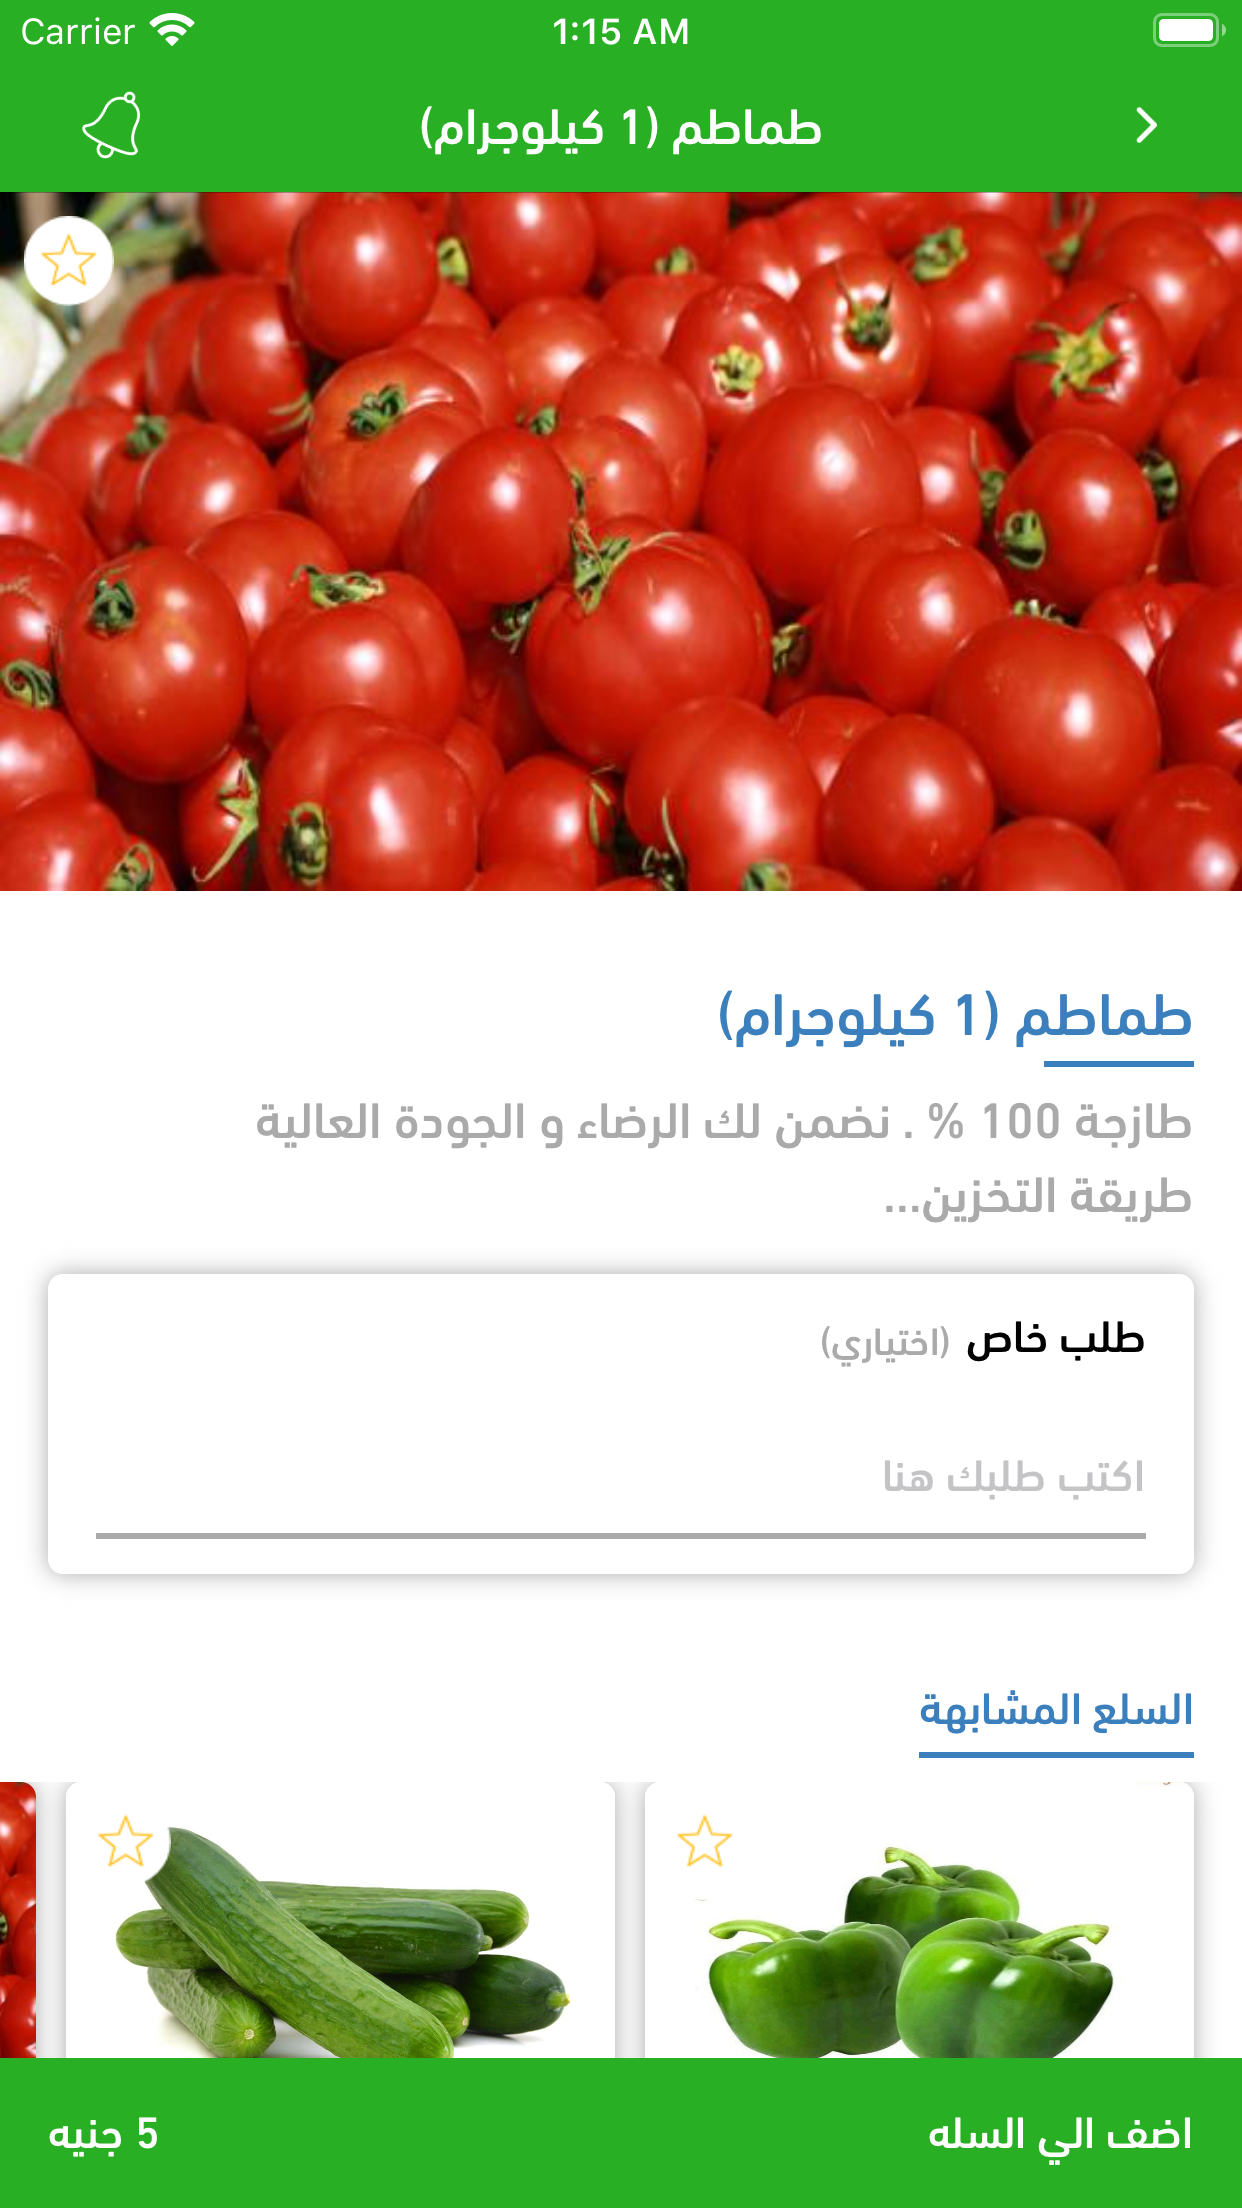 Carrier 1:15 AM
طماطم (1 كيلوجرام)
طماطم (1 كيلوجرام)
طازجة 100 % . نضمن لك الرضاء و الجودة العالية
طريقة التخزين...
طلب خاص (اختياري)
اكتب طلبك هنا
السلع المشابهة
اضف الي السله
5 جنيه